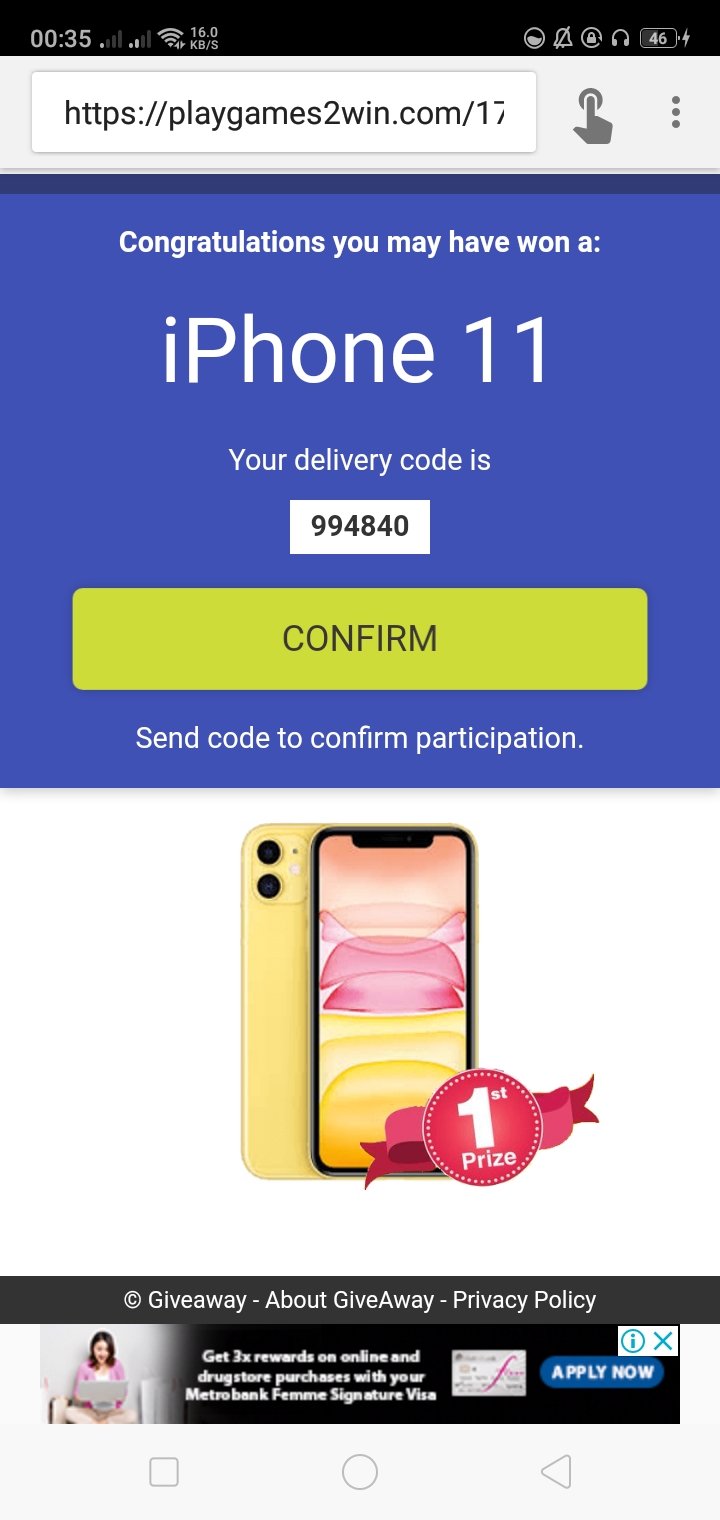 00:35
16.0
KB/S
46
https://playgames2win.com/17
Congratulations you may have won a:
iPhone 11
Your delivery code is
994840
CONFIRM
Send code to confirm participation.
1st
Prize
© Giveaway - About GiveAway - Privacy Policy
Get 3x rewards on online and
drugstore purchases with your
Metrobank Femme Signature Visa
APPLY NOW